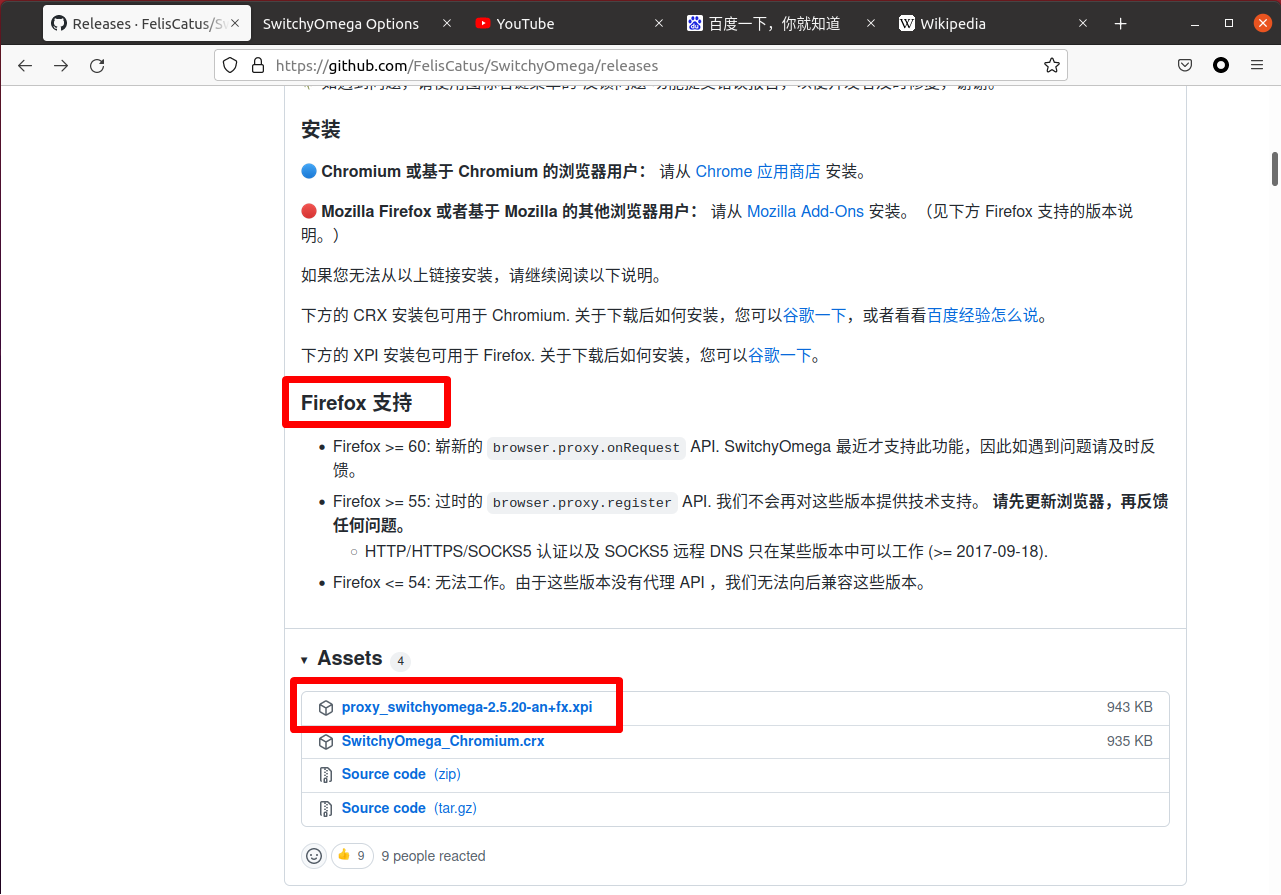 Releases · FelisCatus/Sw
SwitchyOmega Options
YouTube
百度一下，你就知道
Wikipedia
https://github.com/FelisCatus/SwitchyOmega/releases
安装
Chromium 或基于 Chromium 的浏览器用户： 请从 Chrome 应用商店 安装。
Mozilla Firefox 或者基于 Mozilla 的其他浏览器用户： 请从 Mozilla Add-Ons 安装。（见下方 Firefox 支持的版本说
明。）
如果您无法从以上链接安装，请继续阅读以下说明。
下方的 CRX 安装包可用于 Chromium. 关于下载后如何安装，您可以谷歌一下，或者看看百度经验怎么说。
下方的 XPI 安装包可用于 Firefox. 关于下载后如何安装，您可以谷歌一下。
Firefox 支持
• Firefox >= 60: 崭新的 browser.proxy.onRequest API. SwitchyOmega 最近才支持此功能，因此如遇到问题请及时反
馈。
• Firefox >= 55: 过时的 browser.proxy.register API. 我们不会再对这些版本提供技术支持。 请先更新浏览器，再反馈
任何问题。
◦ HTTP/HTTPS/SOCKS5 认证以及 SOCKS5 远程 DNS 只在某些版本中可以工作 (>= 2017-09-18).
• Firefox <= 54: 无法工作。由于这些版本没有代理 API ，我们无法向后兼容这些版本。
Assets 4
proxy_switchyomega-2.5.20-an+fx.xpi 943 KB
SwitchyOmega_Chromium.crx 935 KB
Source code (zip)
Source code (tar.gz)
9 9 people reacted